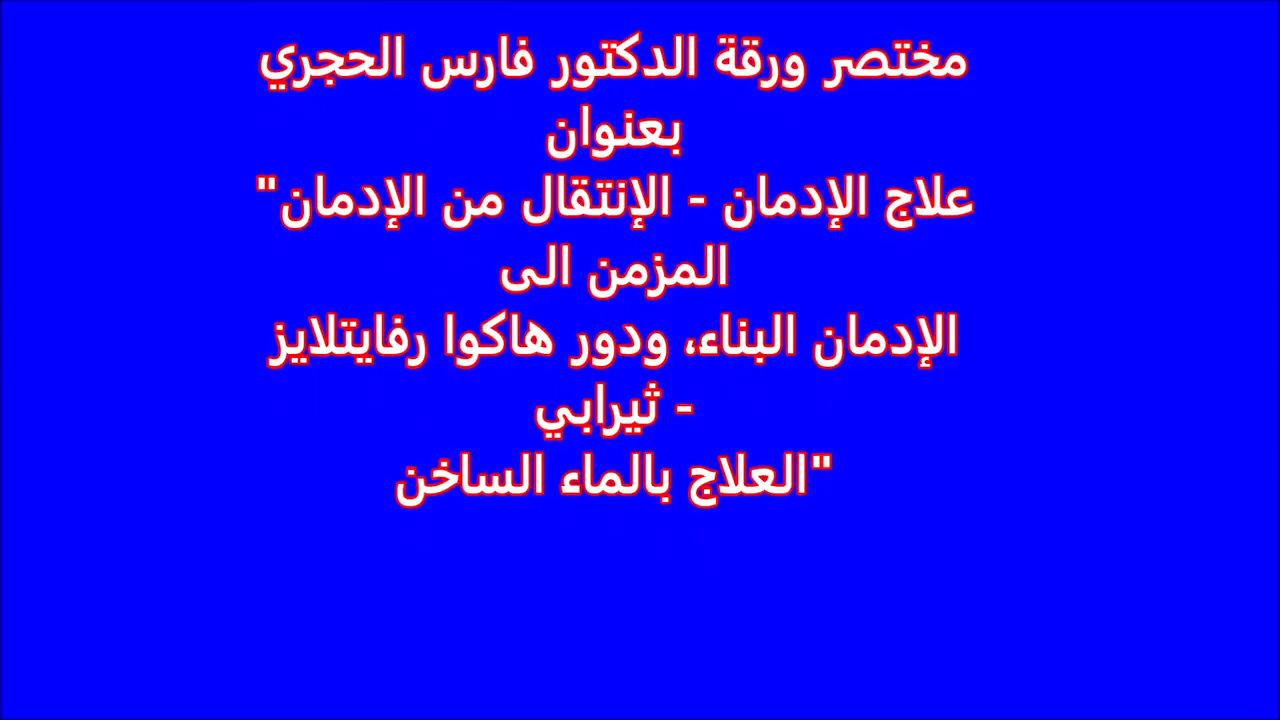 مختصر ورقة الدكتور فارس الحجري
بعنوان
علاج الإدمان - الإنتقال من الإدمان"
المزمن الى
الإدمان البناء، ودور هاكوا رفايتلايز
- ثيرابي
"العلاج بالماء الساخن